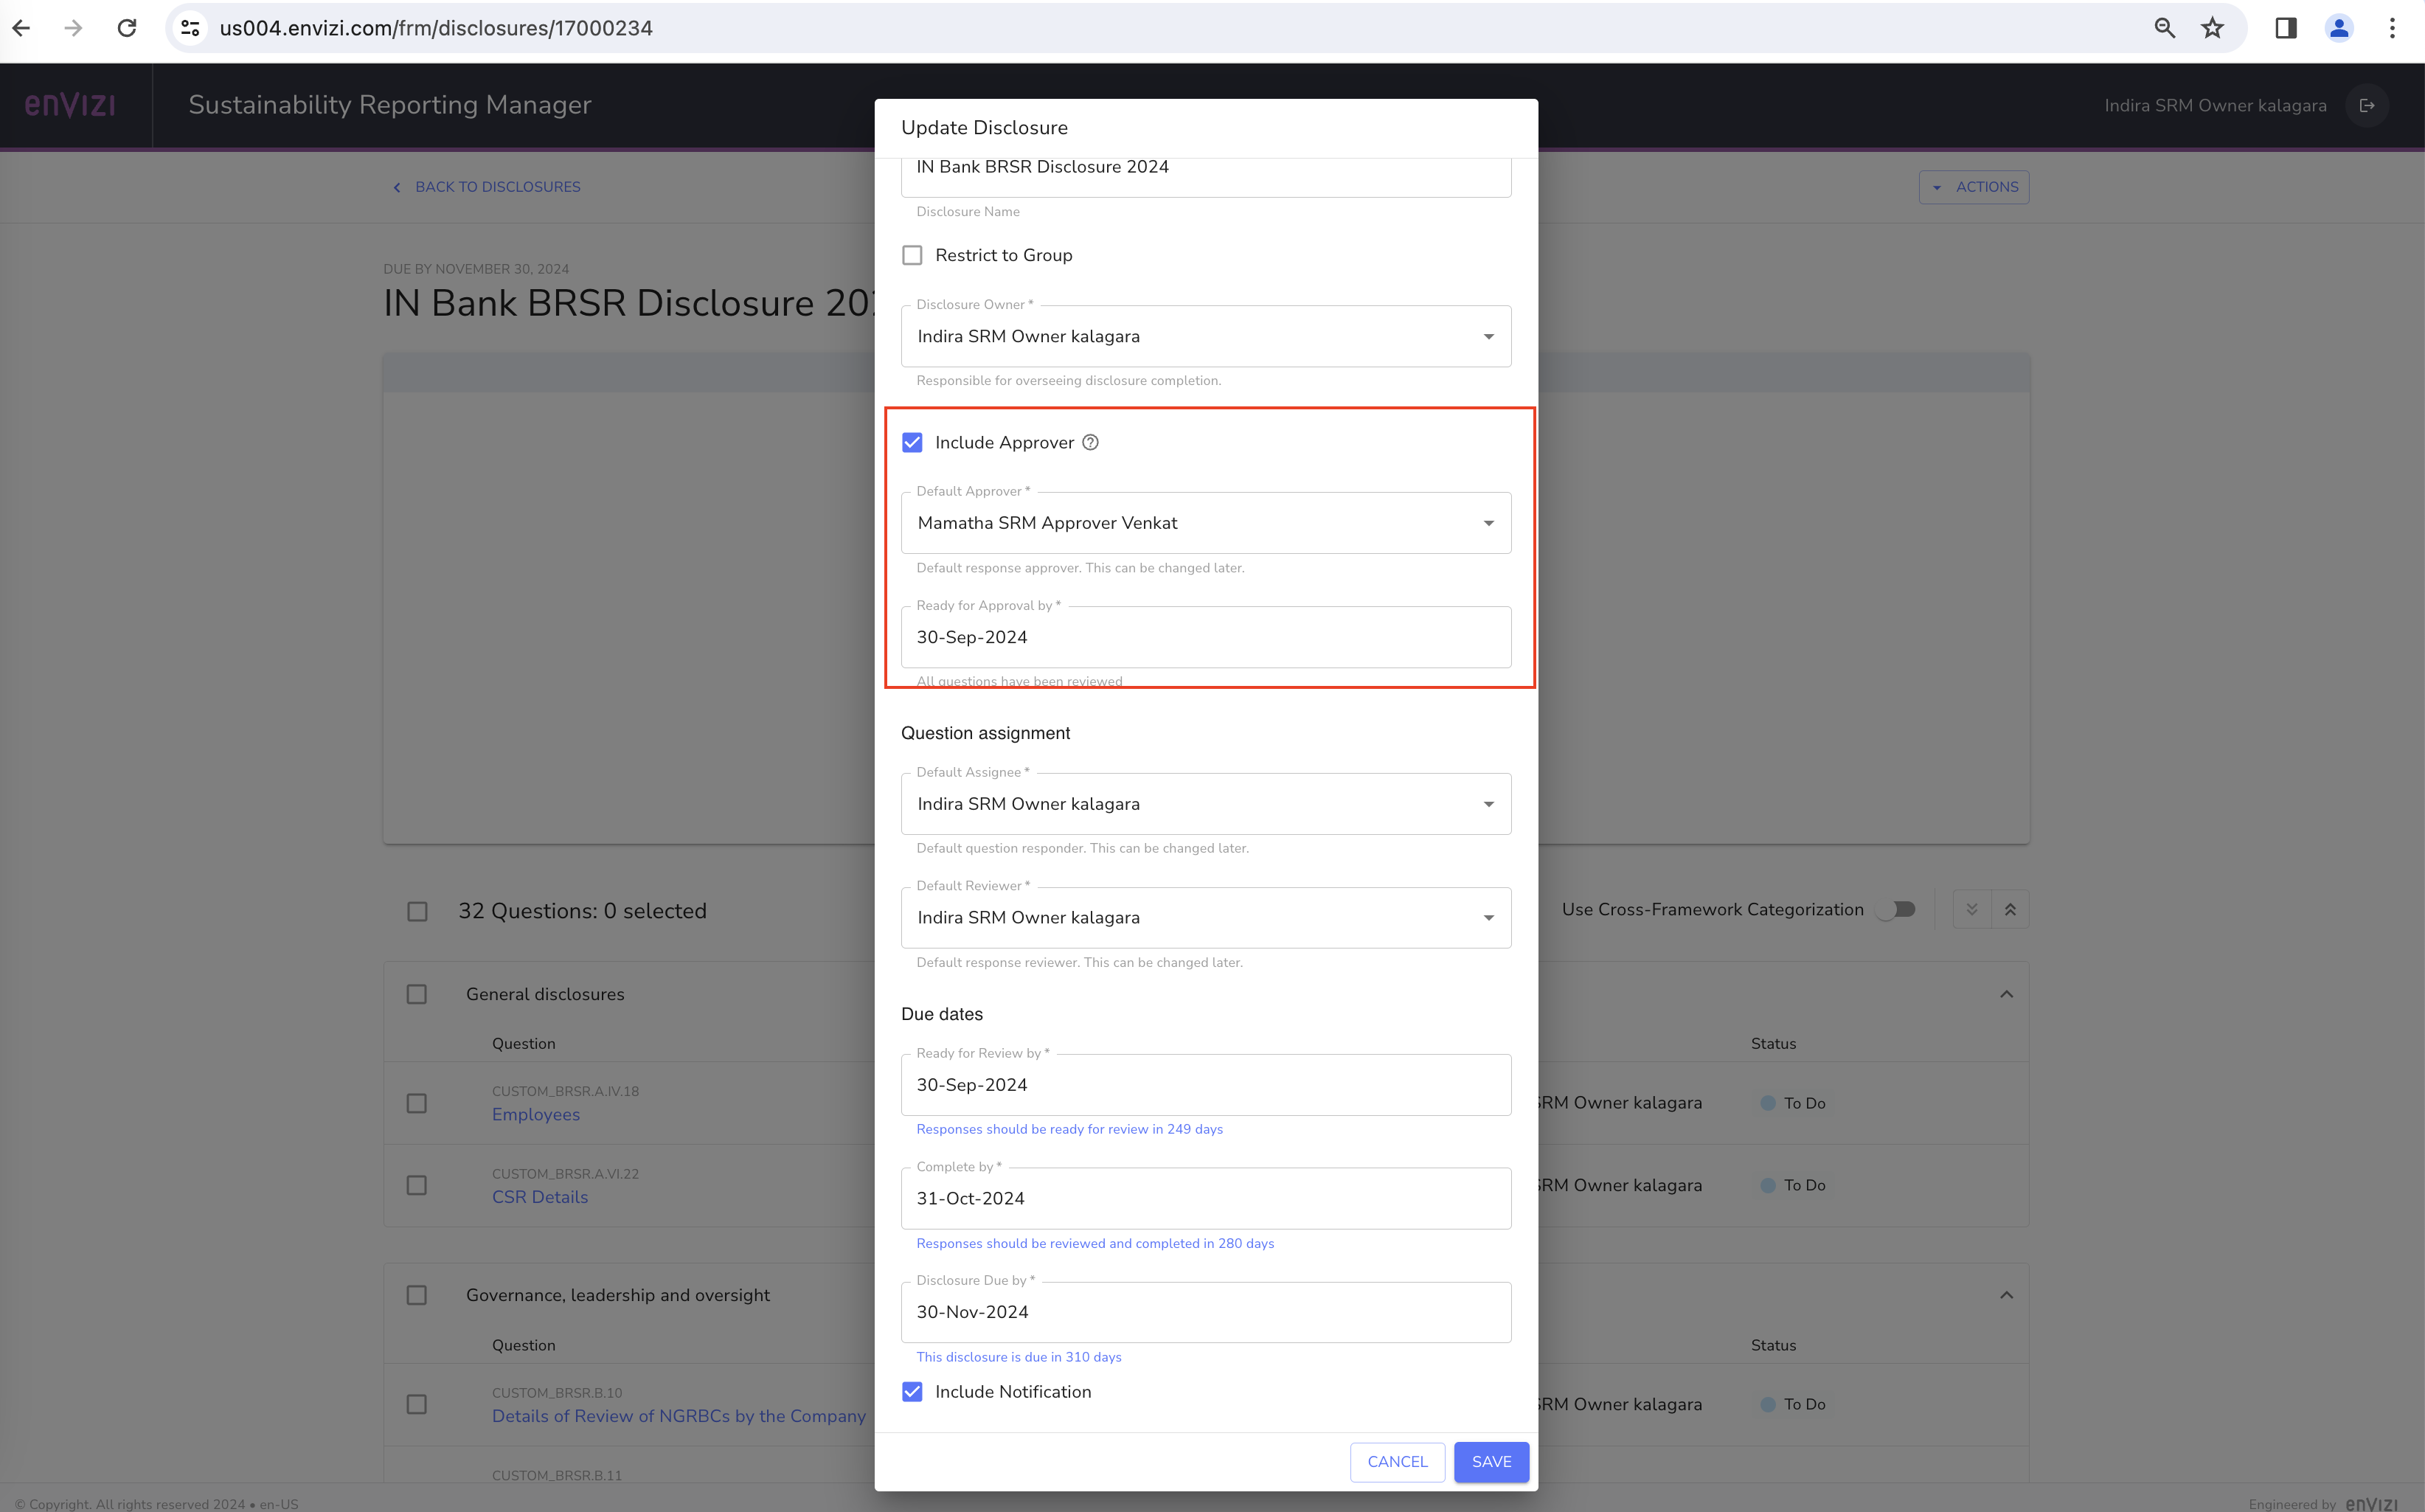 us004.envizi.com/frm/disclosures/17000234
enVIZI
Sustainability Reporting Manager
Indira SRM Owner kalagara
BACK TO DISCLOSURES
ACTIONS
DUE BY NOVEMBER 30, 2024
IN Bank BRSR Disclosure 20
Update Disclosure
IN Bank BRSR Disclosure 2024
Disclosure Name
Restrict to Group
Disclosure Owner *
Indira SRM Owner kalagara
Responsible for overseeing disclosure completion.
Include Approver
Default Approver *
Mamatha SRM Approver Venkat
Default response approver. This can be changed later.
Ready for Approval by *
30-Sep-2024
All questions have been reviewed
Question assignment
Default Assignee *
Indira SRM Owner kalagara
Default question responder. This can be changed later.
Default Reviewer *
Indira SRM Owner kalagara
Default response reviewer. This can be changed later.
Due dates
Ready for Review by *
30-Sep-2024
Responses should be ready for review in 249 days
Complete by *
31-Oct-2024
Responses should be reviewed and completed in 280 days
Disclosure Due by *
30-Nov-2024
This disclosure is due in 310 days
Include Notification
CANCEL
SAVE
32 Questions: 0 selected
Use Cross-Framework Categorization
General disclosures
Question
Status
CUSTOM_BRSR.A.IV.18
Employees
SRM Owner kalagara
To Do
CUSTOM_BRSR.A.VI.22
CSR Details
SRM Owner kalagara
To Do
Governance, leadership and oversight
Question
Status
CUSTOM_BRSR.B.10
Details of Review of NGRBCs by the Company
SRM Owner kalagara
To Do
CUSTOM_BRSR.B.11
© Copyright. All rights reserved 2024 • en-US
Engineered by enVIZI